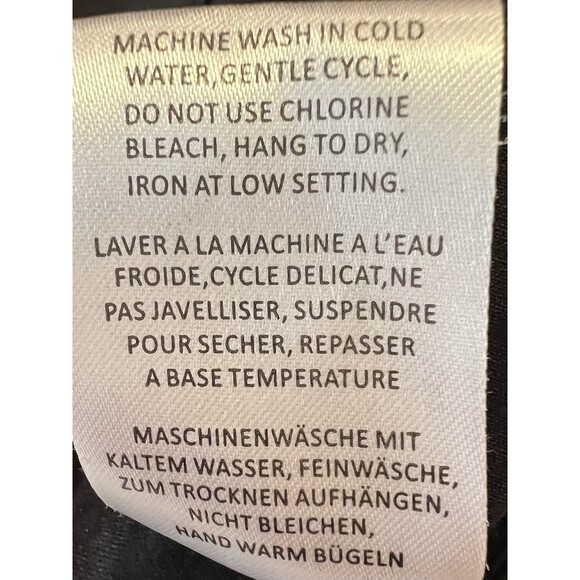 MACHINE WASH IN COLD
WATER,GENTLE CYCLE,
DO NOT USE CHLORINE
BLEACH, HANG TO DRY,
IRON AT LOW SETTING.
LAVER A LA MACHINE A L'EAU
FROIDE,CYCLE DELICAT,NE
PAS JAVELLISER, SUSPENDRE
POUR SECHER, REPASSER
A BASE TEMPERATURE
MASCHINENWÄSCHE MIT
KALTEM WASSER, FEINWÄSCHE,
ZUM TROCKNEN AUFHÄNGEN,
NICHT BLEICHEN,
HAND WARM BÜGELN